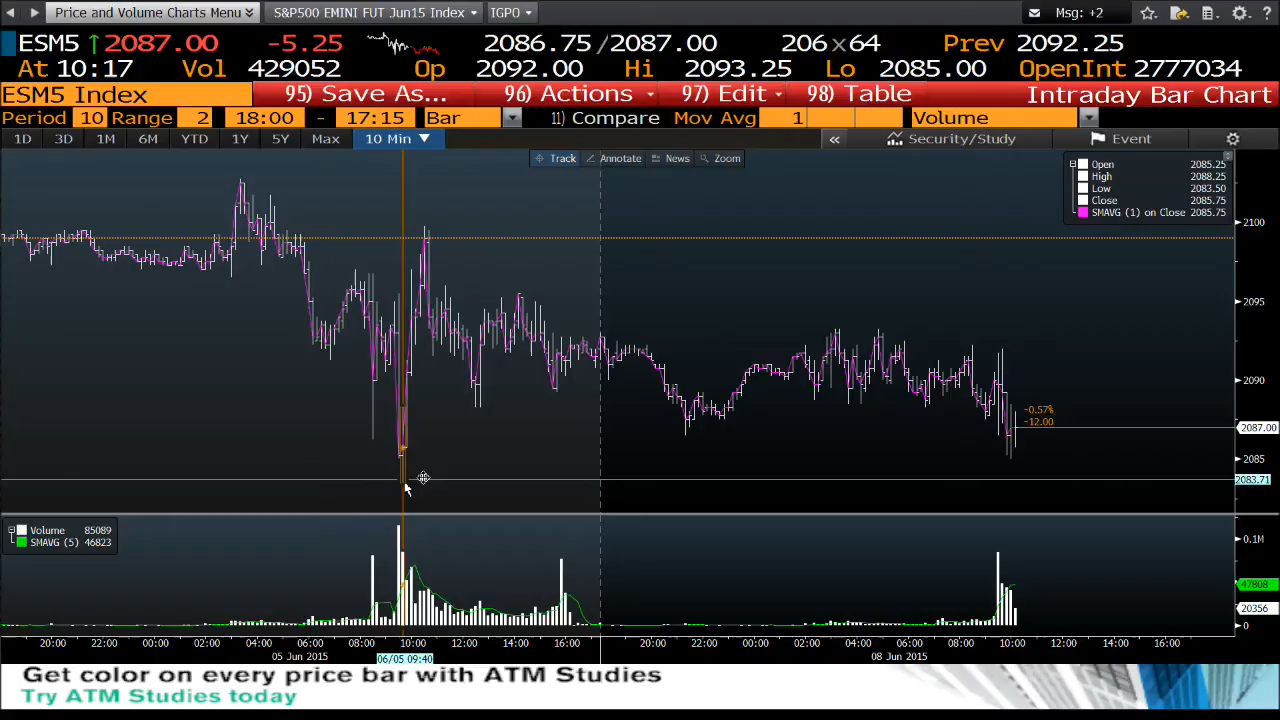 Price and Volume Charts Menu S&P500 EMINI FUT Jun15 Index IGPO Msg: +2
ESM5 ↑2087.00 -5.25 2086.75/2087.00 206x64 Prev 2092.25
At 10:17 Vol 429052 Op 2092.00 Hi 2093.25 Lo 2085.00 OpenInt 2777034
ESM5 Index 95) Save As... 96) Actions 97) Edit 98) Table Intraday Bar Chart
Period 10 Range 2 18:00 - 17:15 Bar 11) Compare Mov Avg 1 Volume
1D 3D 1M 6M YTD 1Y 5Y Max 10 Min ▼ « Security/Study Event
Track Annotate News Zoom
Open 2085.25
High 2088.25
Low 2083.50
Close 2085.75
SMAVG (1) on Close 2085.75
2100
2095
2090
-0.57%
-12.00
2087.00
2085
2083.71
Volume 85089
SMAVG (5) 46823
0.1M
47808
20356
0
20:00 22:00 00:00 02:00 04:00 06:00 08:00 10:00 12:00 14:00 16:00 20:00 22:00 00:00 02:00 04:00 06:00 08:00 10:00 12:00 14:00 16:00
05 Jun 2015 06/05 09:40 08 Jun 2015
Get color on every price bar with ATM Studies
Try ATM Studies today